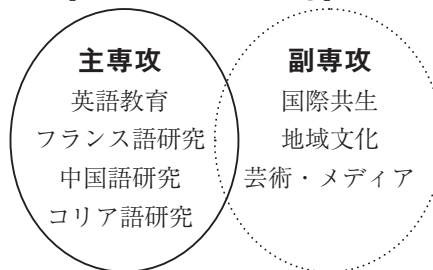 主専攻
英語教育
フランス語研究
中国語研究
コリア語研究
副専攻
国際共生
地域文化
芸術・メディア